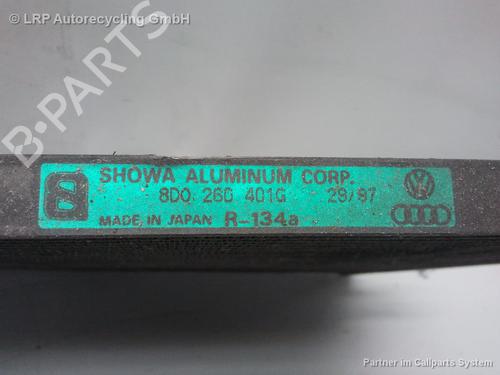 © LRP Autorecycling GmbH
B-PARTS
8 SHOWA ALUMINUM CORP.
8D0 260 401G 29/97
MADE IN JAPAN R-134a
Partner im Callparts System